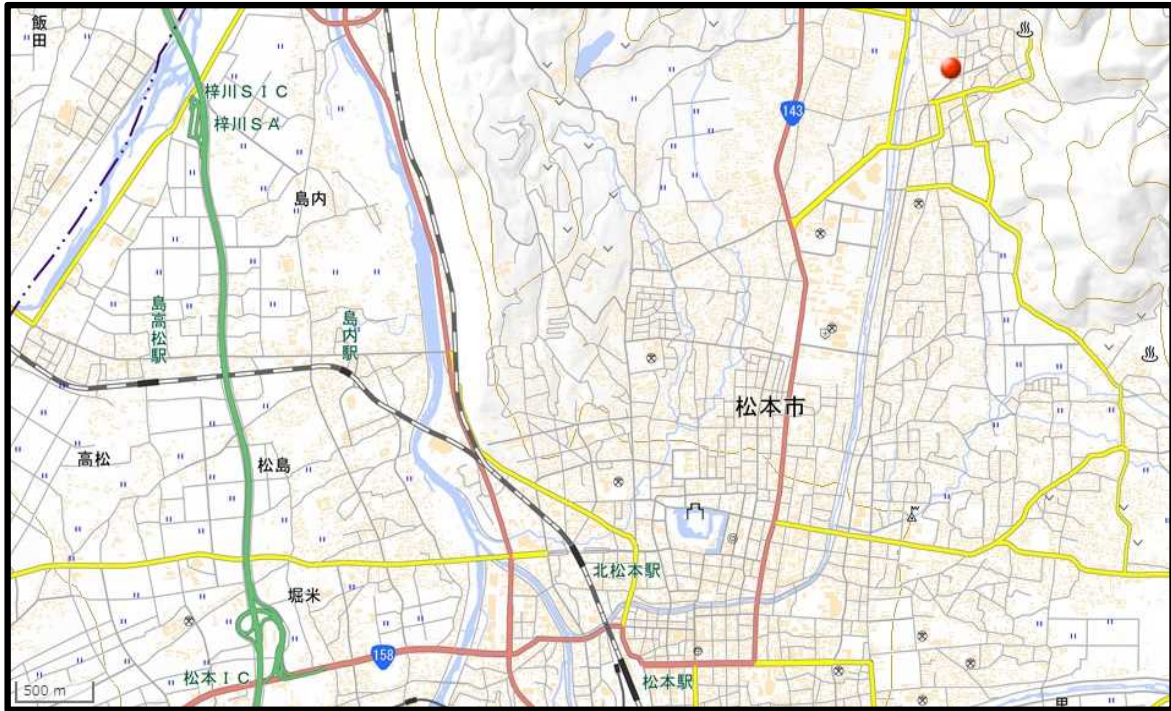 飯田
梓川ＳＩＣ
梓川ＳＡ
143
島内
島高松駅
島内駅
松本市
高松
松島
北松本駅
堀米
158
松本ＩＣ
松本駅
500 m
里